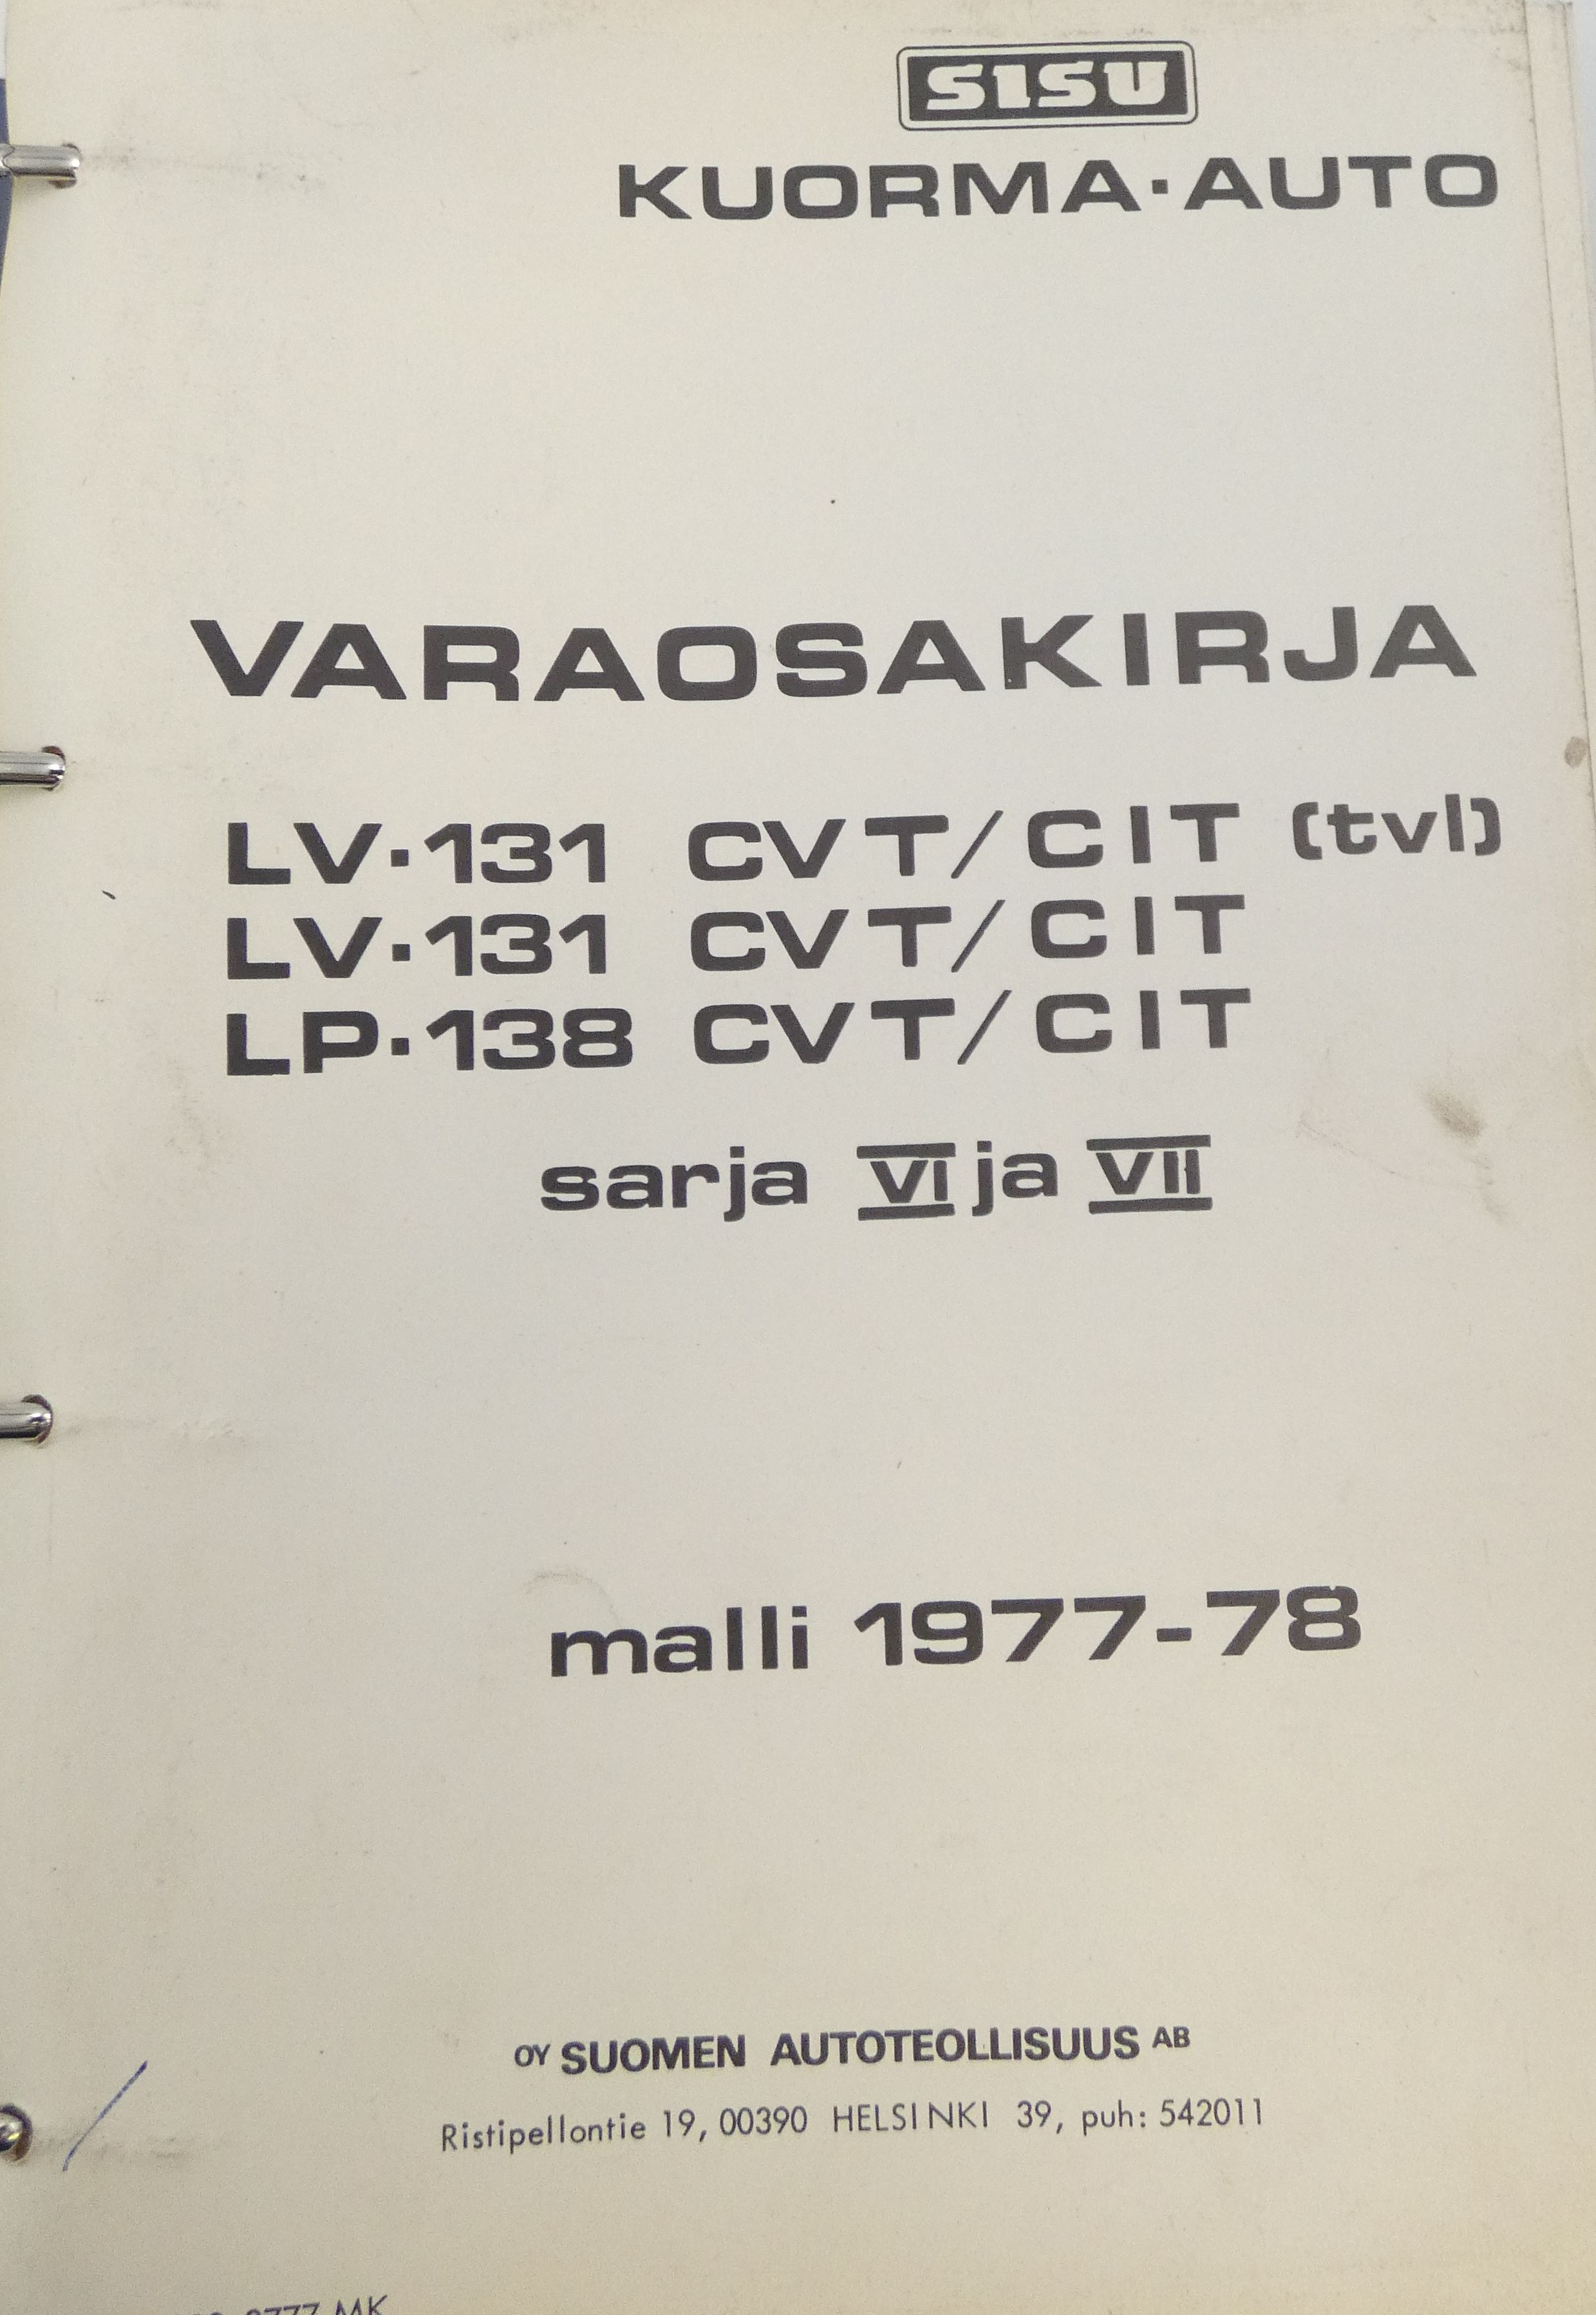 SISU
KUORMA·AUTO
VARAOSAKIRJA
LV·131 CVT/CIT (tvl)
LV·131 CVT/CIT
LP·138 CVT/CIT
sarja VI ja VII
malli 1977-78
OY SUOMEN AUTOTEOLLISUUS AB
Ristipellontie 19, 00390 HELSINKI 39, puh: 542011
MK